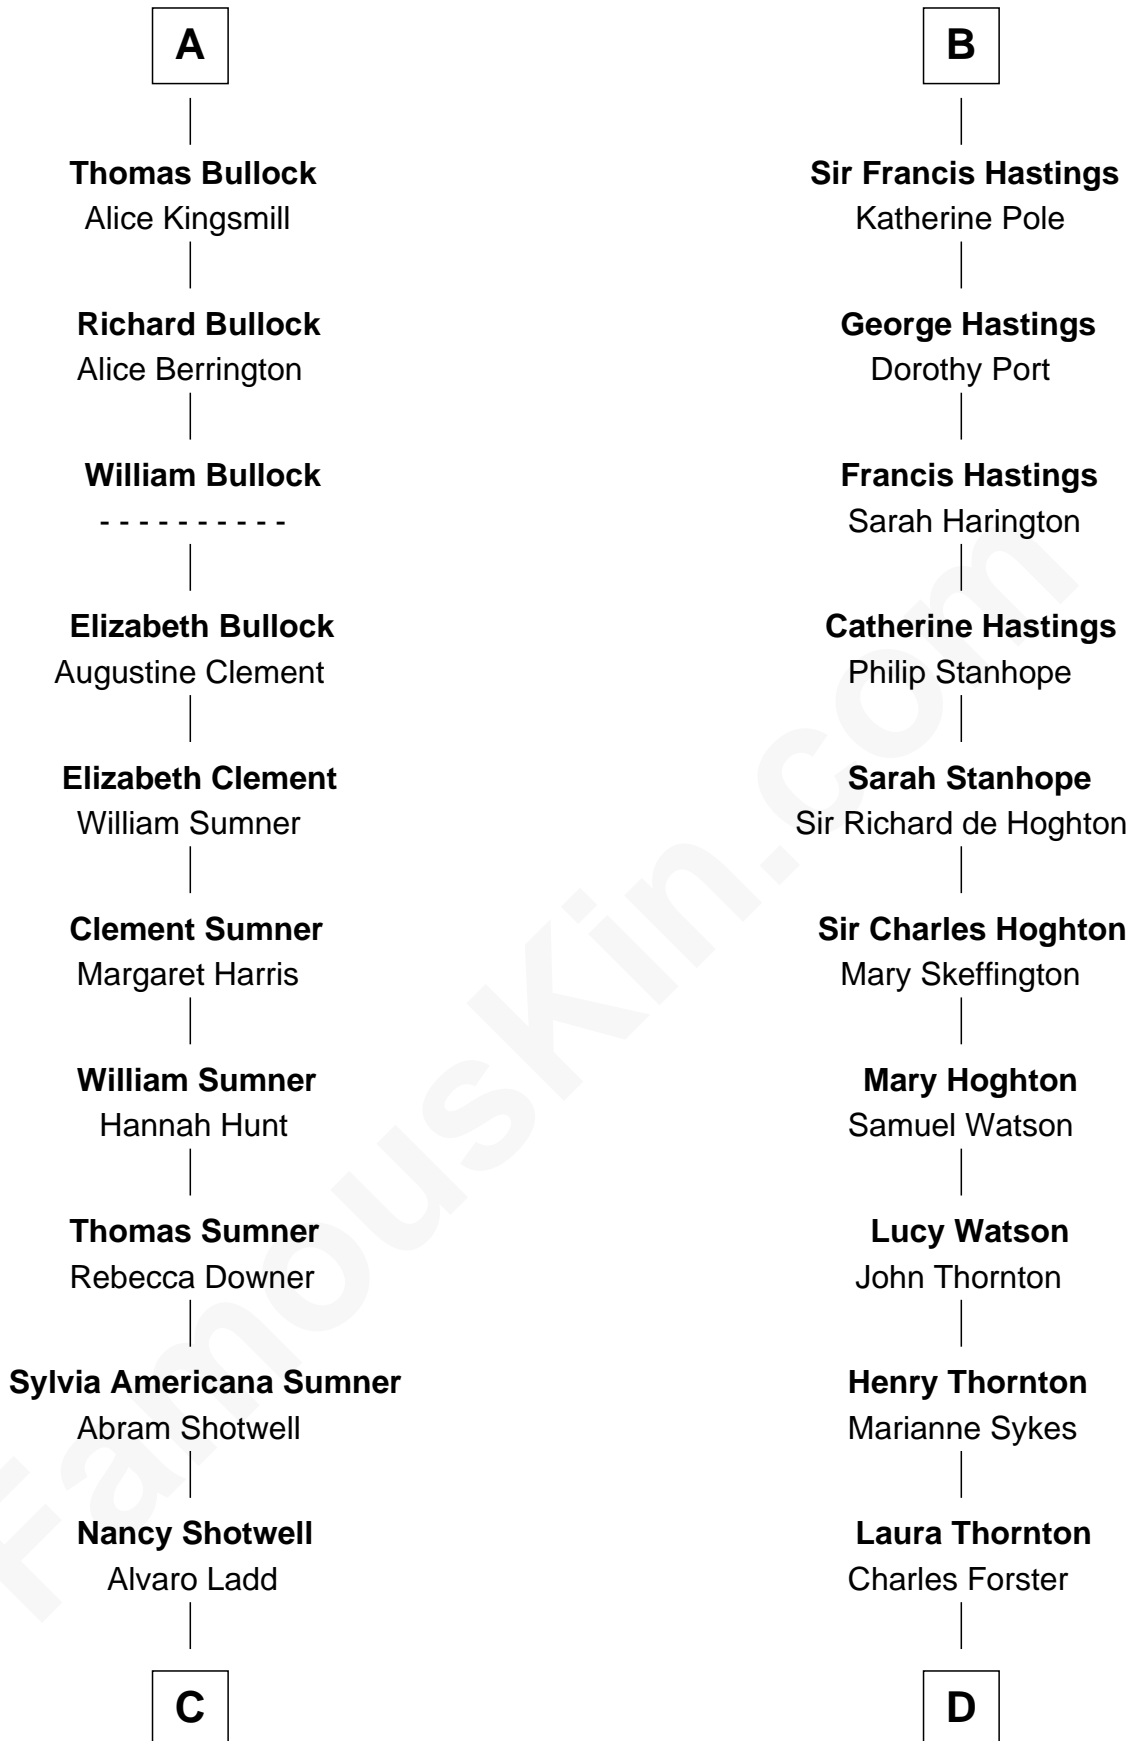 A
Thomas Bullock
Alice Kingsmill
Richard Bullock
Alice Berrington
William Bullock
- - - - - - - - - -
Elizabeth Bullock
Augustine Clement
Elizabeth Clement
William Sumner
Clement Sumner
Margaret Harris
William Sumner
Hannah Hunt
Thomas Sumner
Rebecca Downer
Sylvia Americana Sumner
Abram Shotwell
Nancy Shotwell
Alvaro Ladd
C
B
Sir Francis Hastings
Katherine Pole
George Hastings
Dorothy Port
Francis Hastings
Sarah Harington
Catherine Hastings
Philip Stanhope
Sarah Stanhope
Sir Richard de Hoghton
Sir Charles Hoghton
Mary Skeffington
Mary Hoghton
Samuel Watson
Lucy Watson
John Thornton
Henry Thornton
Marianne Sykes
Laura Thornton
Charles Forster
D
FamousKin.com